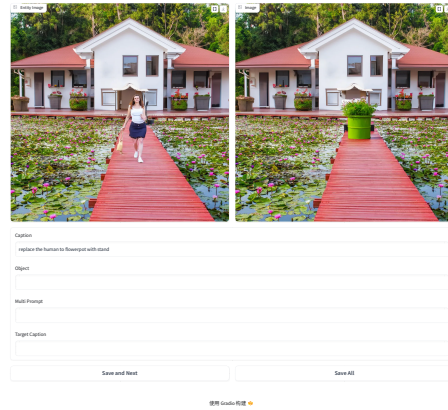 Entity Image
Image
Caption
replace the human to flowerpot with stand
Object
Multi Prompt
Target Caption
Save and Next
Save All
使用 Gradio 构建